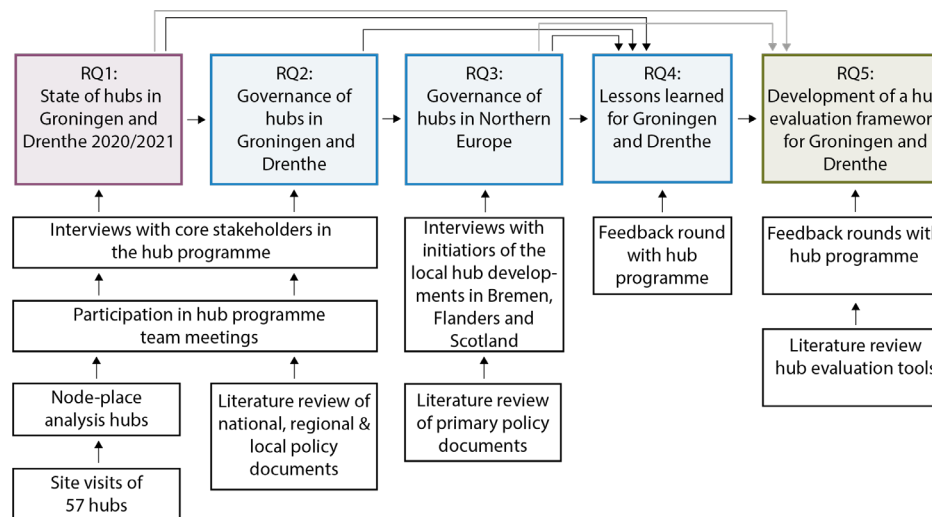 RQ1:
State of hubs in
Groningen and
Drenthe 2020/2021
RQ2:
Governance of
hubs in
Groningen and
Drenthe
RQ3:
Governance of
hubs in Northern
Europe
RQ4:
Lessons learned
for Groningen
and Drenthe
RQ5:
Development of a hu
evaluation framework
for Groningen and
Drenthe
Interviews with core stakeholders in
the hub programme
Participation in hub programme
team meetings
Node-place
analysis hubs
Site visits of
57 hubs
Literature review of
national, regional &
local policy
documents
Interviews with
initiatiors of the
local hub develop-
ments in Bremen,
Flanders and
Scotland
Literature review
of primary policy
documents
Feedback round
with hub
programme
Feedback rounds with
hub programme
Literature review
hub evaluation tools